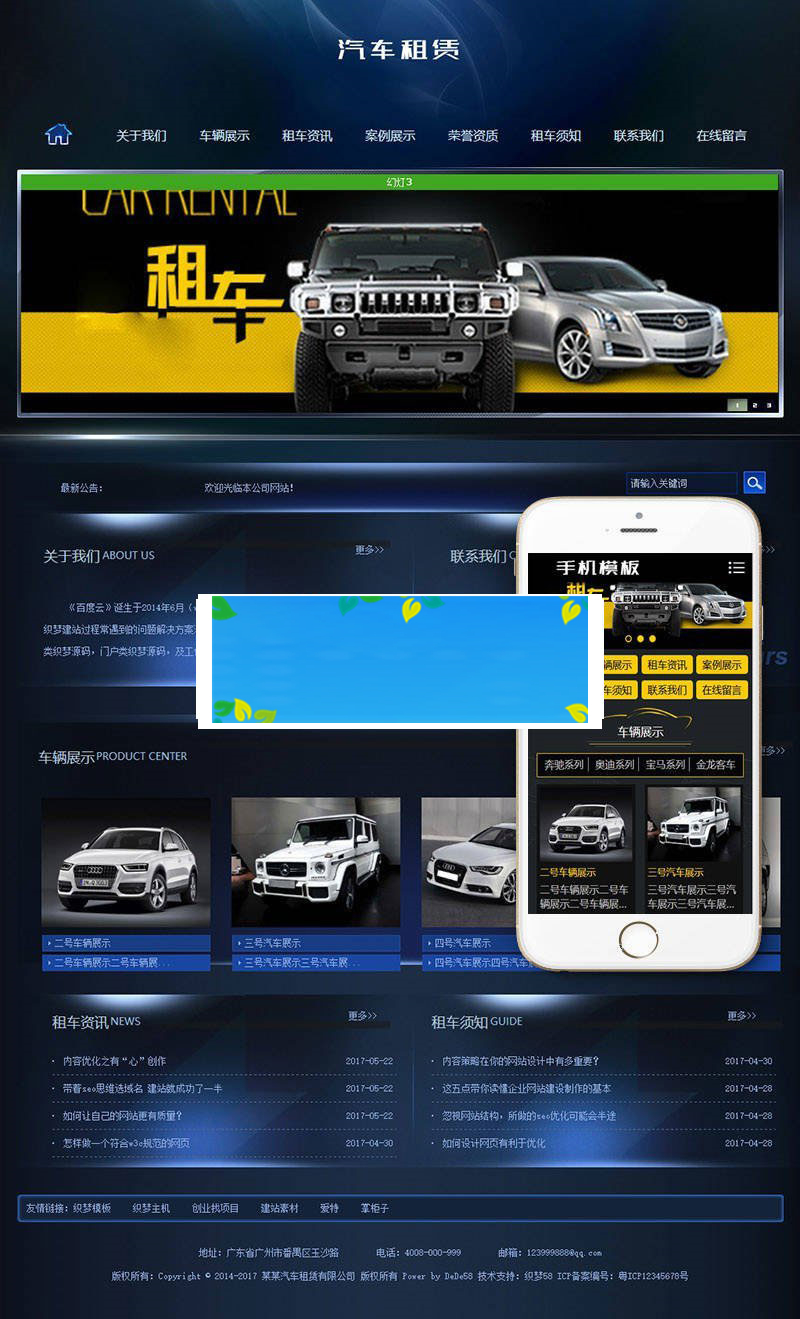 汽车租赁
关于我们 车辆展示 租车资讯 案例展示 荣誉资质 租车须知 联系我们 在线留言
幻灯3
CAR RENTAL
租车
1 2 3
最新公告: 欢迎光临本公司网站!
请输入关键词
关于我们 ABOUT US 更多>>
联系我们
《百度云》诞生于2014年6月
织梦建站过程常遇到的问题解决方案
类织梦源码，门户类织梦源码，及工
手机模板
租车
辆展示 租车资讯 案例展示
车须知 联系我们 在线留言
车辆展示
奔驰系列 | 奥迪系列 | 宝马系列 | 金龙客车
二号车辆展示 三号汽车展示
二号车辆展示二号车 三号汽车展示三号汽
辆展示二号车辆展... 车展示三号汽车展...
车辆展示 PRODUCT CENTER 更多>>
二号车辆展示 三号汽车展示 四号汽车展示
二号车辆展示二号车辆展... 三号汽车展示三号汽车展... 四号汽车展示四号汽车
租车资讯 NEWS 更多>>
· 内容优化之有“心”创作 2017-05-22
· 带着seo思维选域名 建站就成功了一半 2017-05-22
· 如何让自己的网站更有质量? 2017-05-22
· 怎样做一个符合w3c规范的网页 2017-04-30
租车须知 GUIDE 更多>>
· 内容策略在你的网站设计中有多重要? 2017-04-30
· 这五点带你读懂企业网站建设制作的基本 2017-04-28
· 忽视网站结构，所做的seo优化可能会半途 2017-04-28
· 如何设计网页有利于优化 2017-04-28
友情链接: 织梦模板 织梦主机 创业找项目 建站素材 爱特 掌柜子
地址: 广东省广州市番禺区玉沙路 电话: 4008-000-999 邮箱: 123999888@qq.com
版权所有: Copyright © 2014-2017 某某汽车租赁有限公司 版权所有 Power by DeDe58 技术支持: 织梦58 ICP备案编号: 粤ICP12345678号